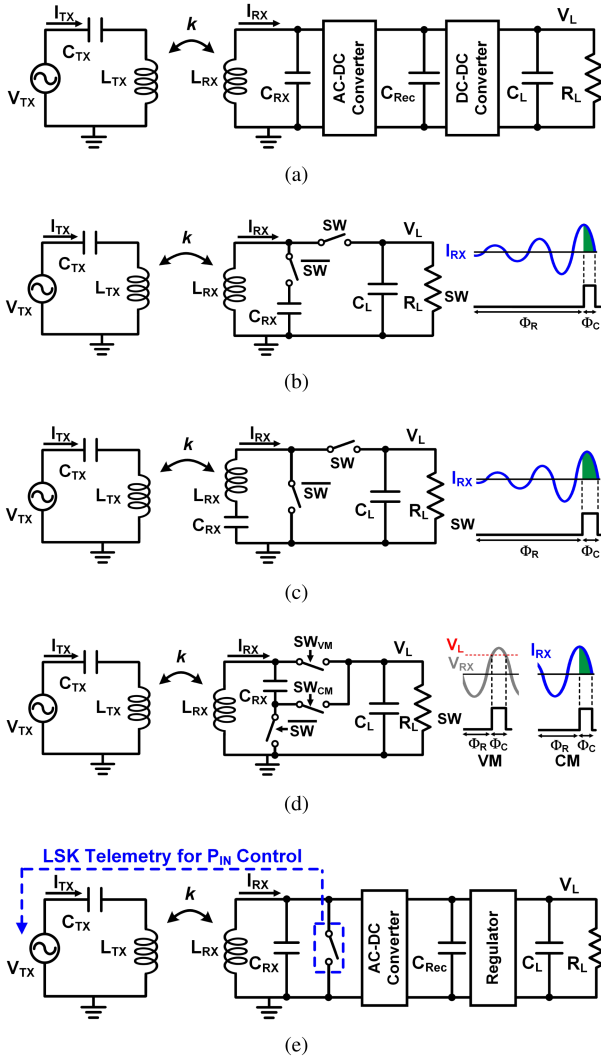 I_TX k I_RX V_L
C_TX
L_TX L_RX C_RX AC-DC Converter C_Rec DC-DC Converter C_L R_L
V_TX
(a)
I_TX k I_RX SW V_L
C_TX SW̅ I_RX
L_TX L_RX
V_TX C_RX C_L R_L SW
Φ_R Φ_C
(b)
I_TX k I_RX V_L
C_TX SW I_RX
L_TX L_RX SW̅
V_TX C_RX C_L R_L SW
Φ_R Φ_C
(c)
I_TX k I_RX SW_VM V_L V_L I_RX
C_TX V_RX
L_TX L_RX C_RX SW_CM
V_TX SW̅ C_L R_L SW
Φ_R Φ_C Φ_R Φ_C
VM CM
(d)
LSK Telemetry for P_IN Control
I_TX k I_RX V_L
C_TX
L_TX L_RX C_RX AC-DC Converter C_Rec Regulator C_L R_L
V_TX
(e)